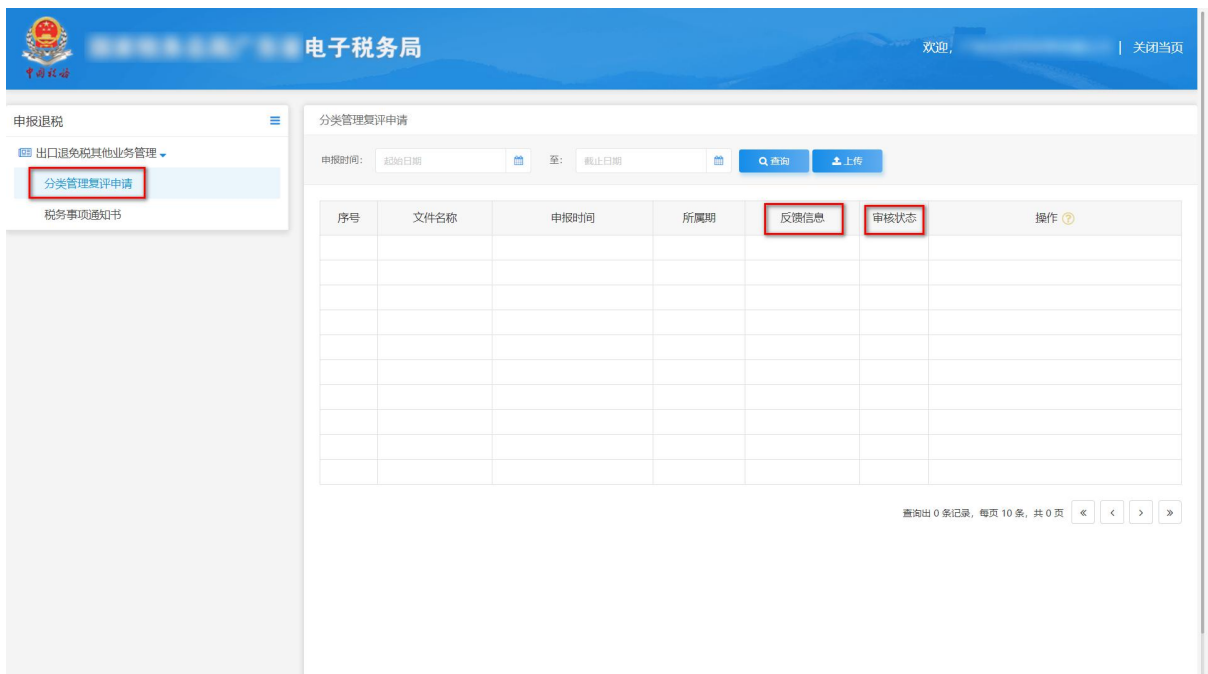 电子税务局
欢迎,
| 关闭当页
中国税务
申报退税
出口退免税其他业务管理
分类管理复评申请
税务事项通知书
分类管理复评申请
申报时间: 起始日期 至: 截止日期 查询 上传
序号 文件名称 申报时间 所属期 反馈信息 审核状态 操作 ?
查询出 0 条记录, 每页 10 条, 共 0 页 « < > »